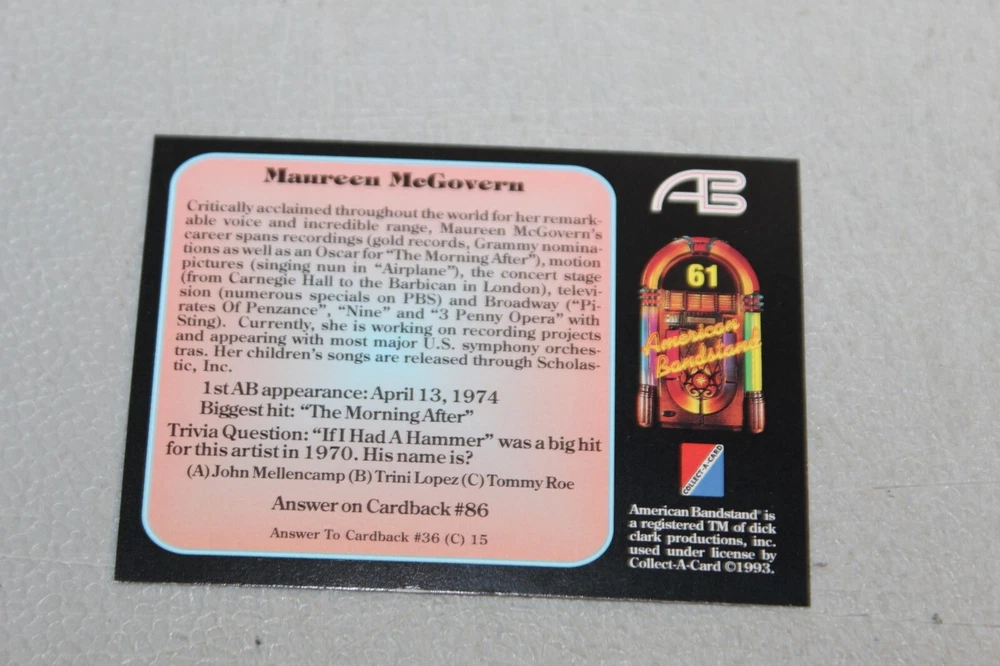 Maureen McGovern
Critically acclaimed throughout the world for her remark-
able voice and incredible range, Maureen McGovern's
career spans recordings (gold records, Grammy nomina-
tions as well as an Oscar for "The Morning After"), motion
pictures (singing nun in "Airplane"), the concert stage
(from Carnegie Hall to the Barbican in London), televi-
sion (numerous specials on PBS) and Broadway ("Pi-
rates Of Penzance", "Nine" and "3 Penny Opera" with
Sting). Currently, she is working on recording projects
and appearing with most major U.S. symphony orches-
tras. Her children's songs are released through Scholas-
tic, Inc.
1st AB appearance: April 13, 1974
Biggest hit: "The Morning After"
Trivia Question: "If I Had A Hammer" was a big hit
for this artist in 1970. His name is?
(A) John Mellencamp (B) Trini Lopez (C) Tommy Roe
Answer on Cardback #86
Answer To Cardback #36 (C) 15
AB
61
American
Bandstand
COLLECT-A-CARD
American Bandstand® is
a registered TM of dick
clark productions, inc.
used under license by
Collect-A-Card ©1993.